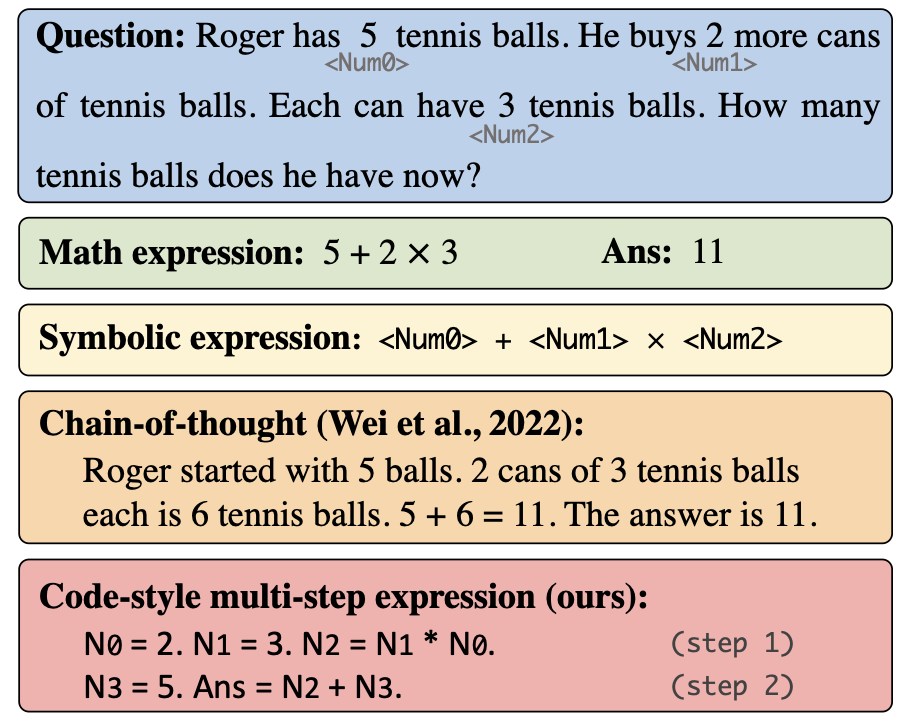 Question: Roger has 5 tennis balls. He buys 2 more cans
<Num0> <Num1>
of tennis balls. Each can have 3 tennis balls. How many
<Num2>
tennis balls does he have now?
Math expression: 5 + 2 × 3 Ans: 11
Symbolic expression: <Num0> + <Num1> × <Num2>
Chain-of-thought (Wei et al., 2022):
Roger started with 5 balls. 2 cans of 3 tennis balls
each is 6 tennis balls. 5 + 6 = 11. The answer is 11.
Code-style multi-step expression (ours):
N0 = 2. N1 = 3. N2 = N1 * N0. (step 1)
N3 = 5. Ans = N2 + N3. (step 2)